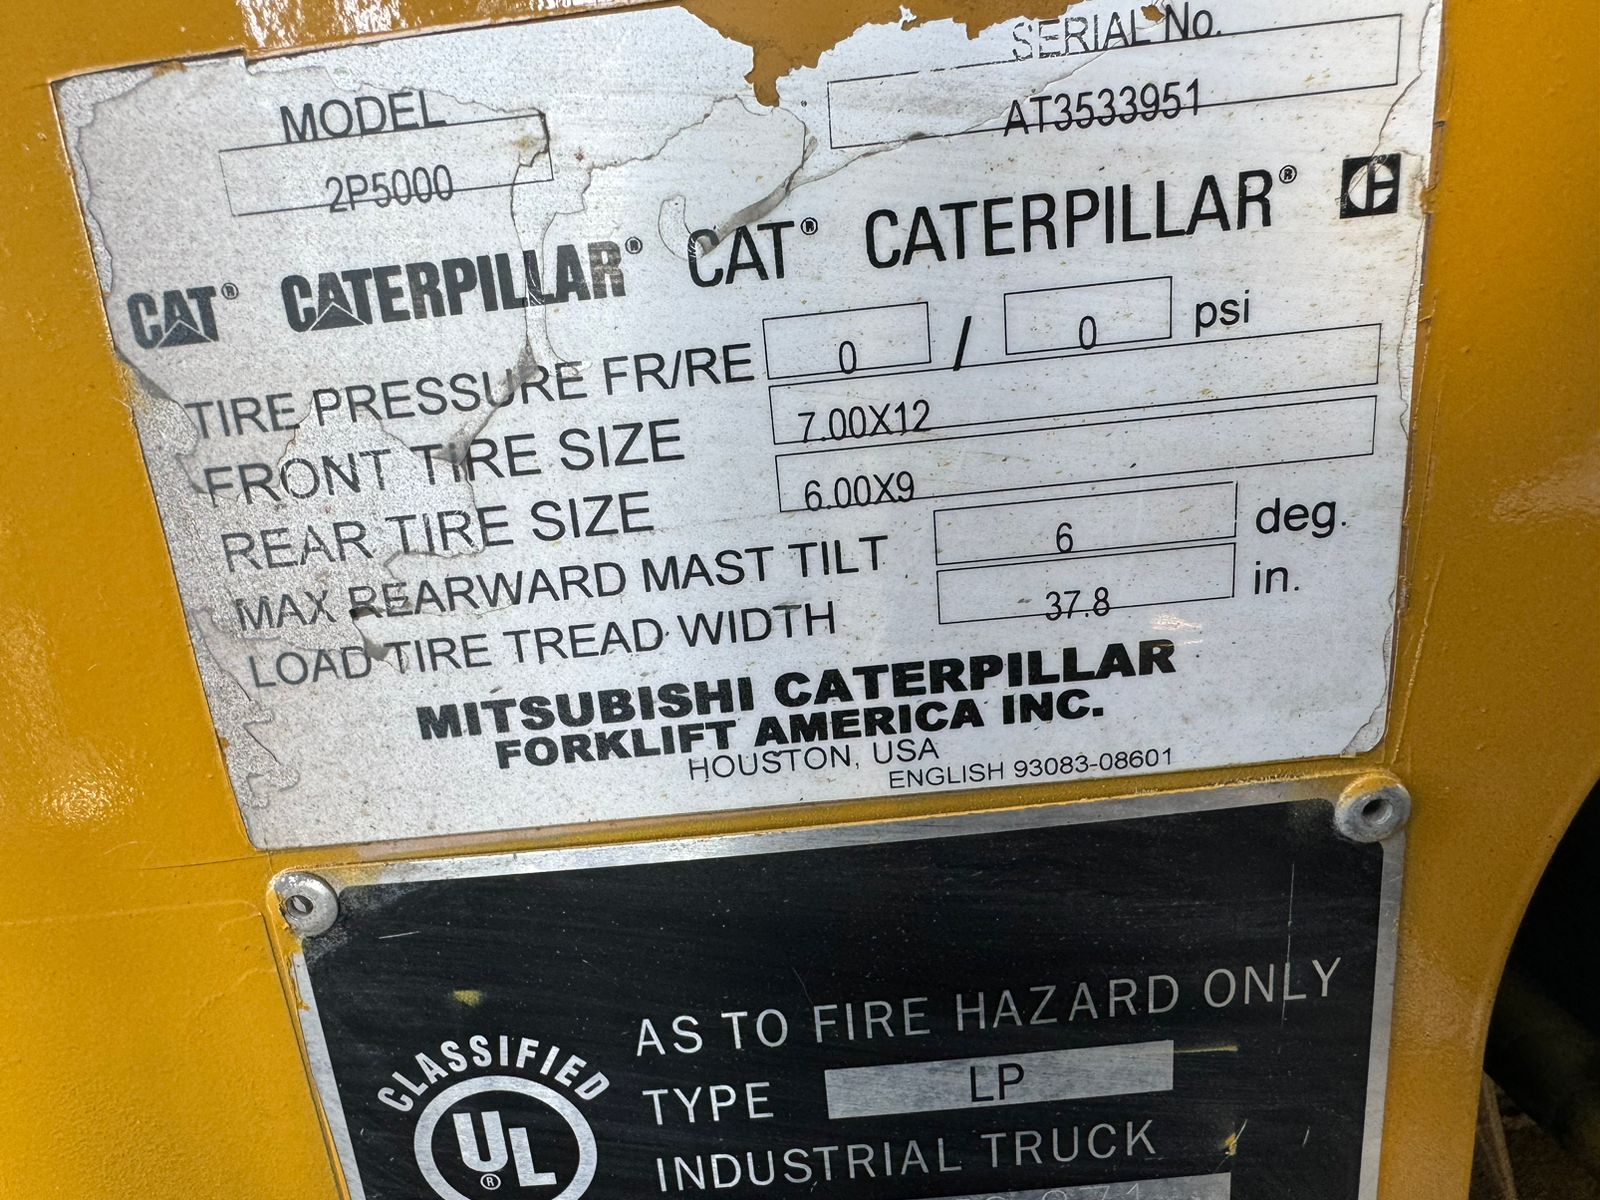 MODEL
SERIAL No.
2P5000
AT3533951
CAT® CATERPILLAR® CAT® CATERPILLAR®
TIRE PRESSURE FR/RE 0 / 0 psi
FRONT TIRE SIZE 7.00X12
REAR TIRE SIZE 6.00X9
MAX REARWARD MAST TILT 6 deg.
LOAD TIRE TREAD WIDTH 37.8 in.
MITSUBISHI CATERPILLAR
FORKLIFT AMERICA INC.
HOUSTON, USA
ENGLISH 93083-08601
CLASSIFIED
UL®
AS TO FIRE HAZARD ONLY
TYPE LP
INDUSTRIAL TRUCK